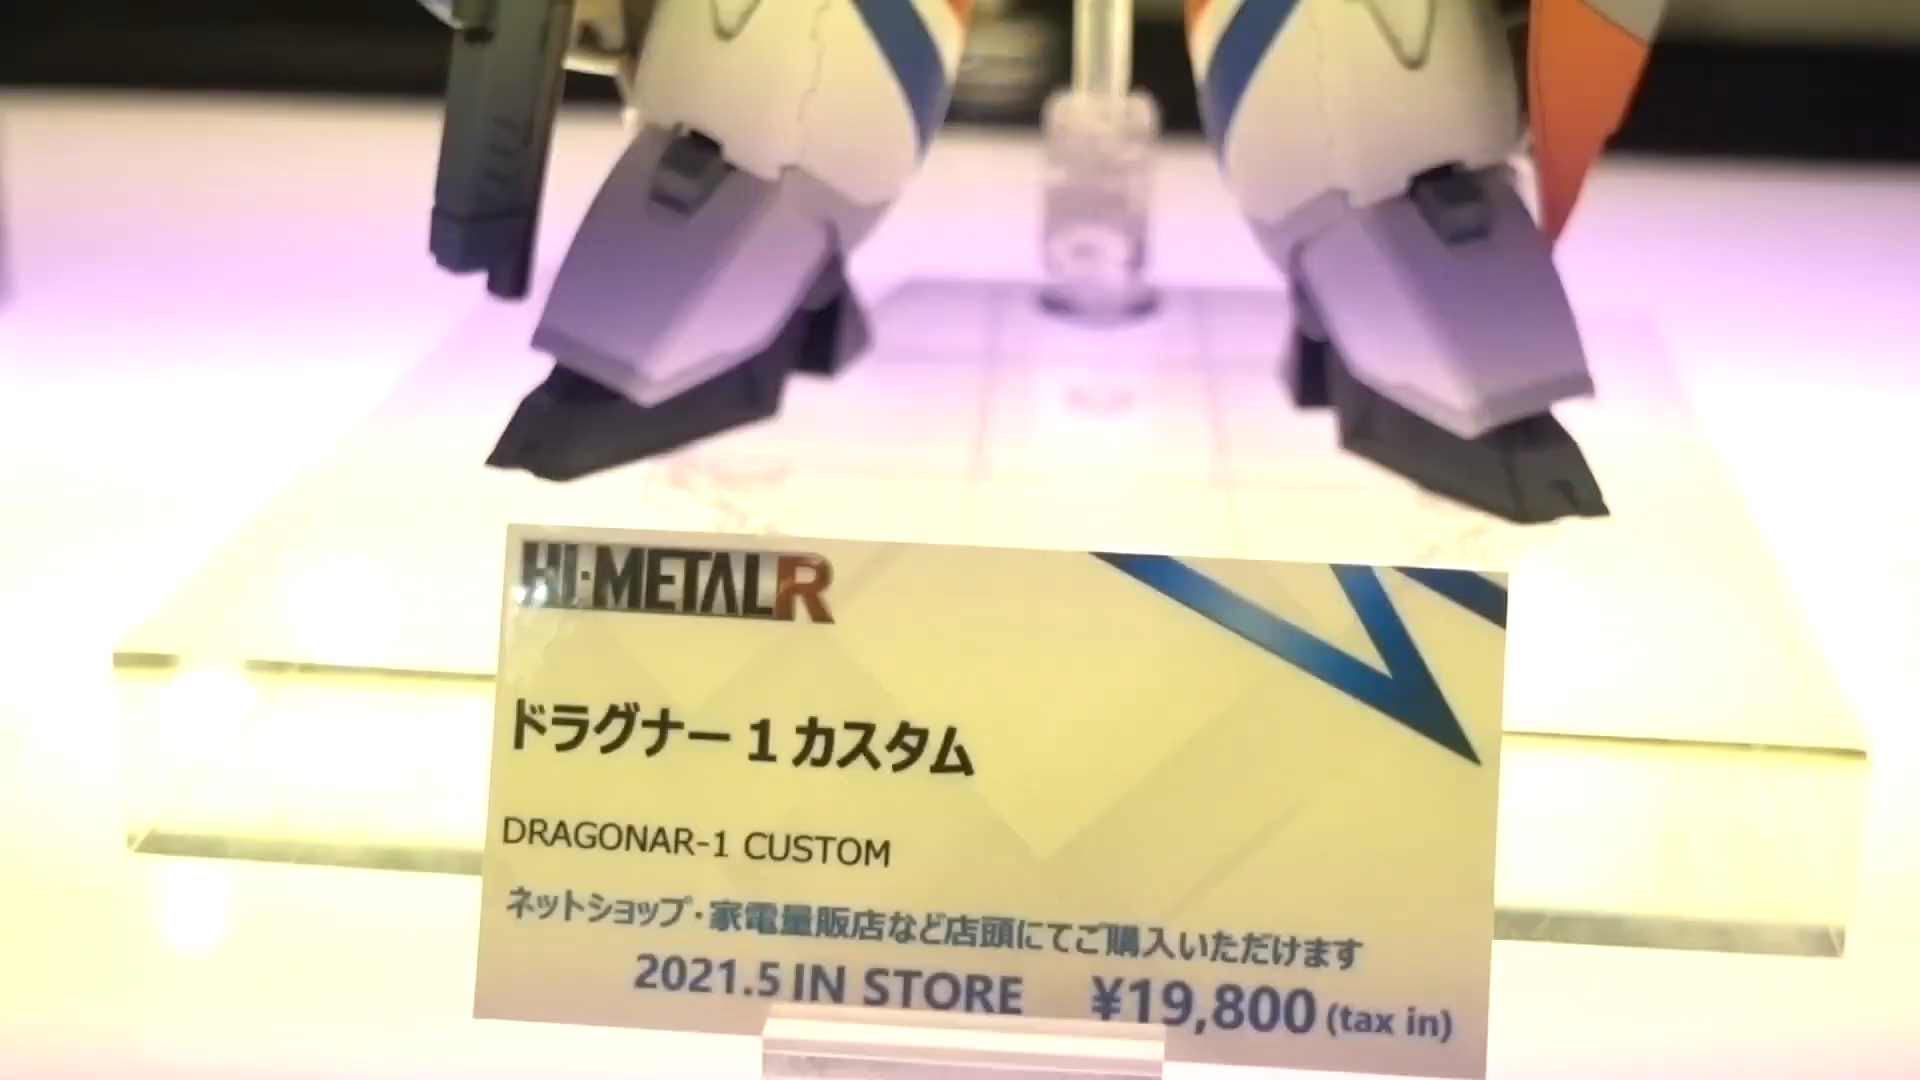 HI-METAL R
ドラグナー1カスタム
DRAGONAR-1 CUSTOM
ネットショップ・家電量販店など店頭にてご購入いただけます
2021.5 IN STORE ¥19,800 (tax in)